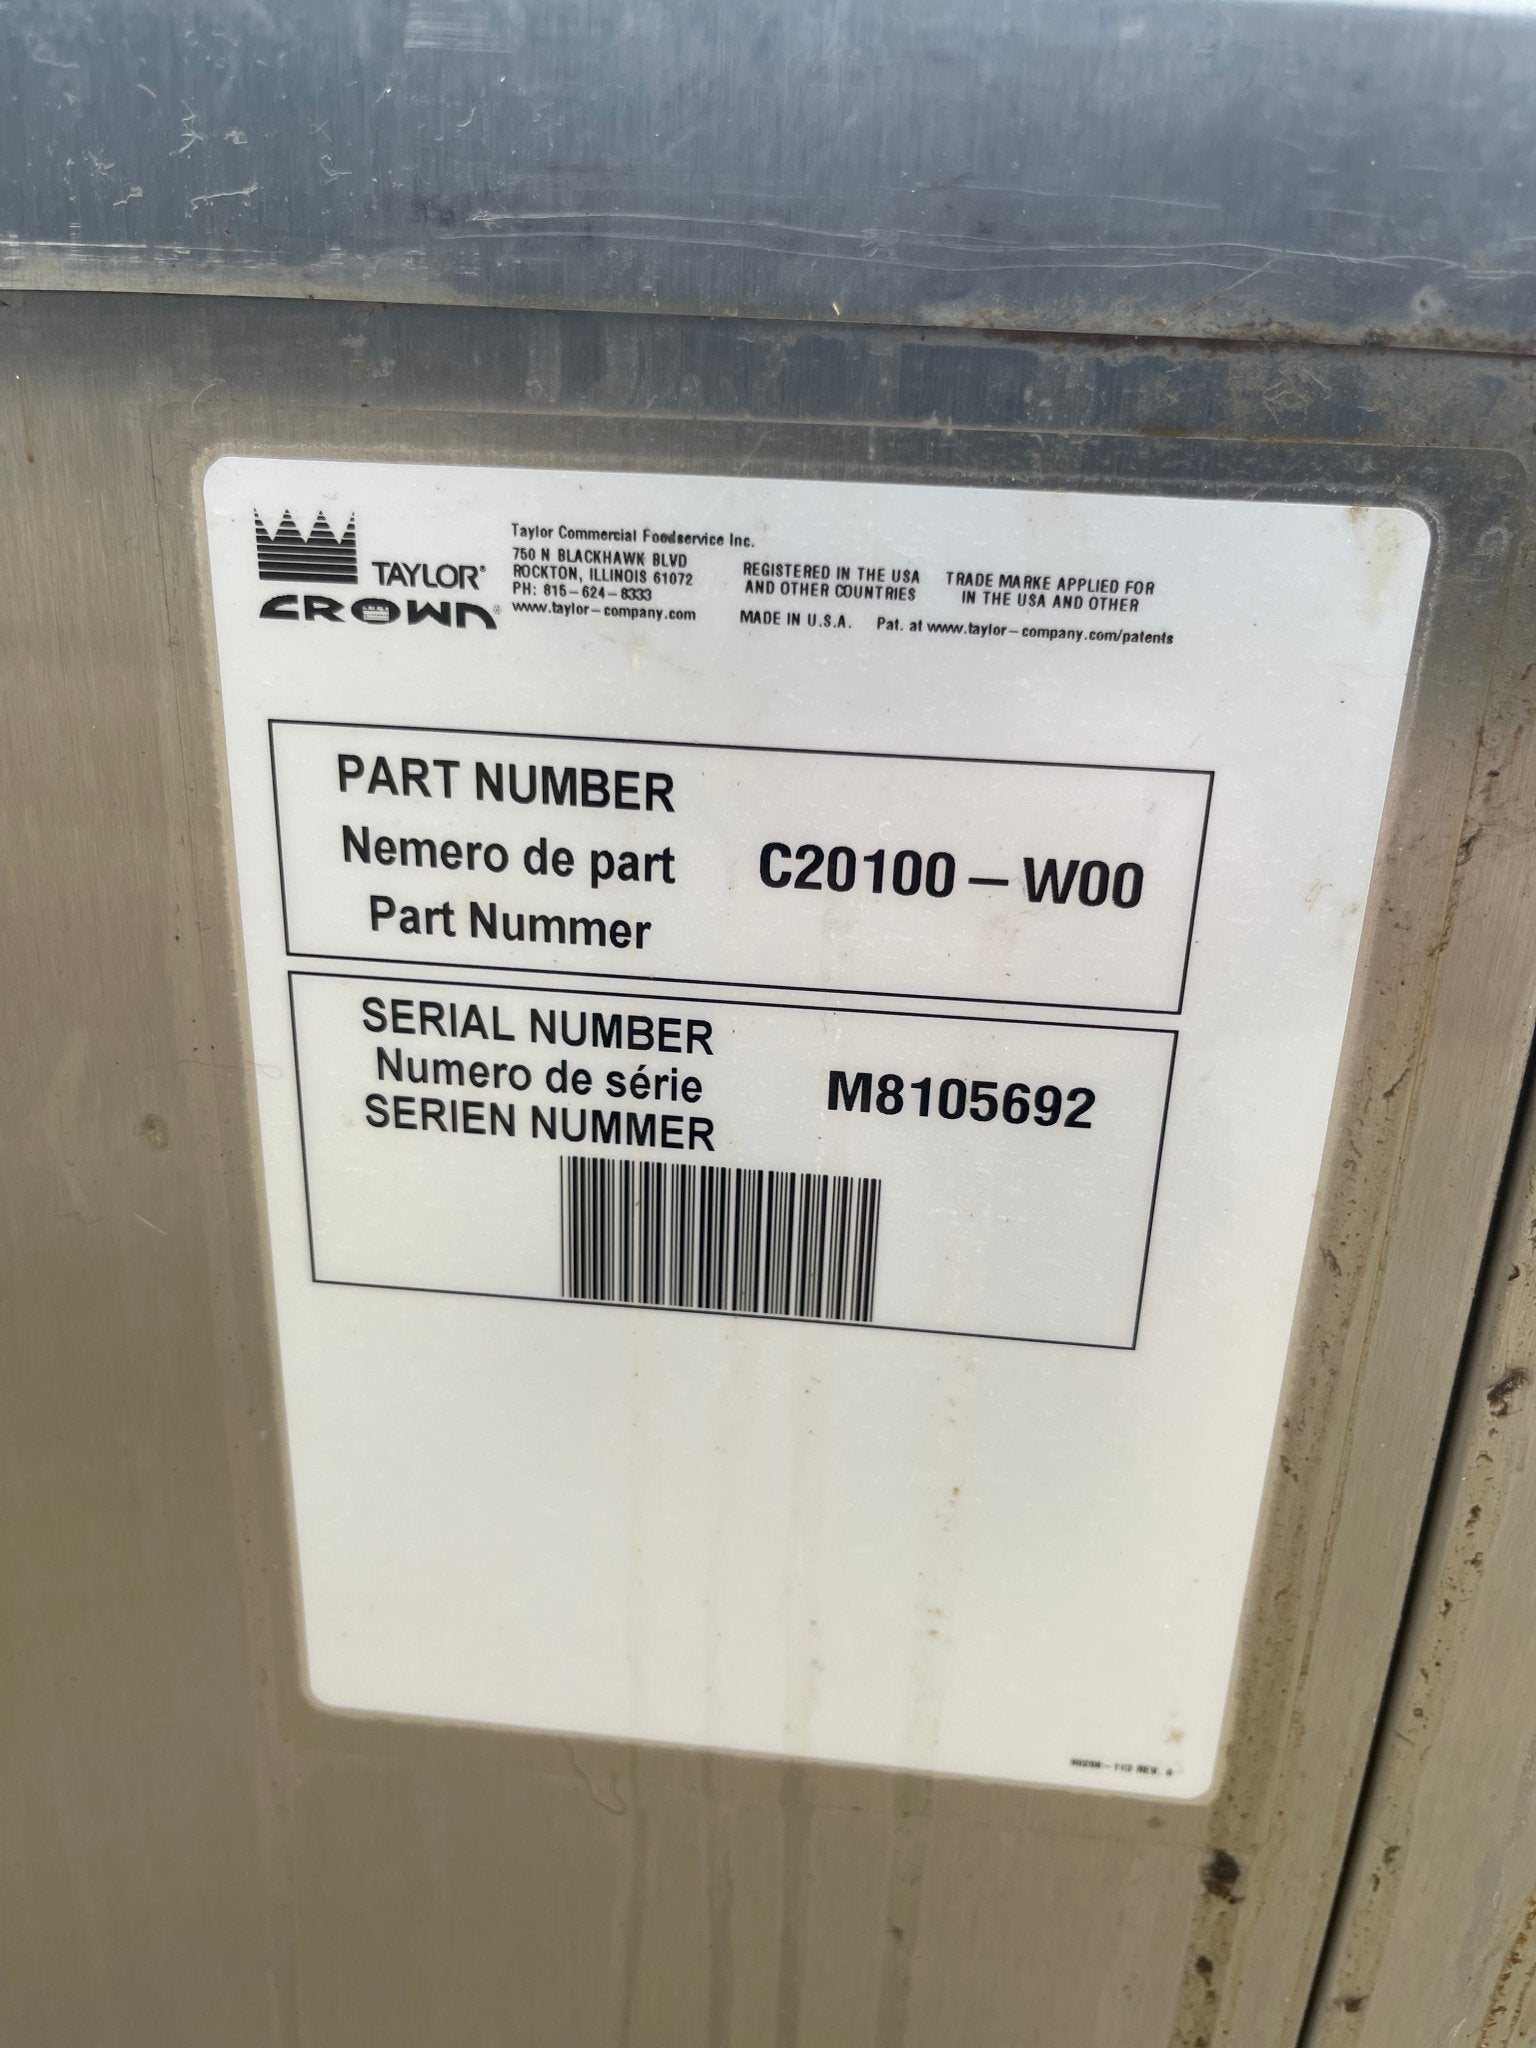 TAYLOR®
CROWN®
Taylor Commercial Foodservice Inc.
750 N BLACKHAWK BLVD
ROCKTON, ILLINOIS 61072
PH: 815-624-8333
www.taylor-company.com
REGISTERED IN THE USA
AND OTHER COUNTRIES
TRADE MARKE APPLIED FOR
IN THE USA AND OTHER
MADE IN U.S.A.
Pat. at www.taylor-company.com/patents
PART NUMBER
Nemero de part
Part Nummer
C20100-W00
SERIAL NUMBER
Numero de série
SERIEN NUMMER
M8105692
REV.